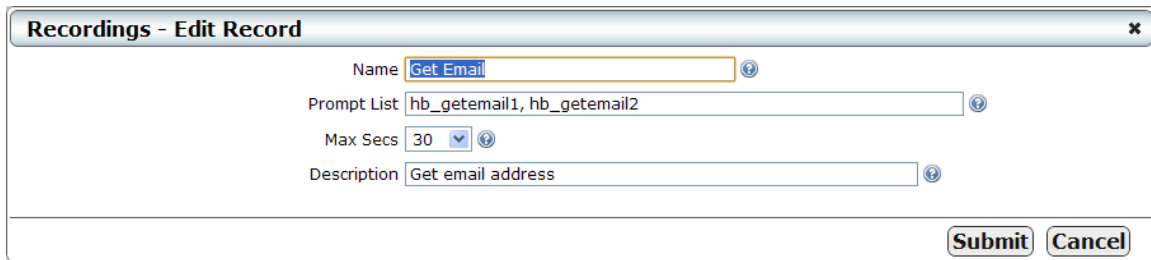 Recordings - Edit Record
Name Get Email
Prompt List hb_getemail1, hb_getemail2
Max Secs 30
Description Get email address
Submit Cancel